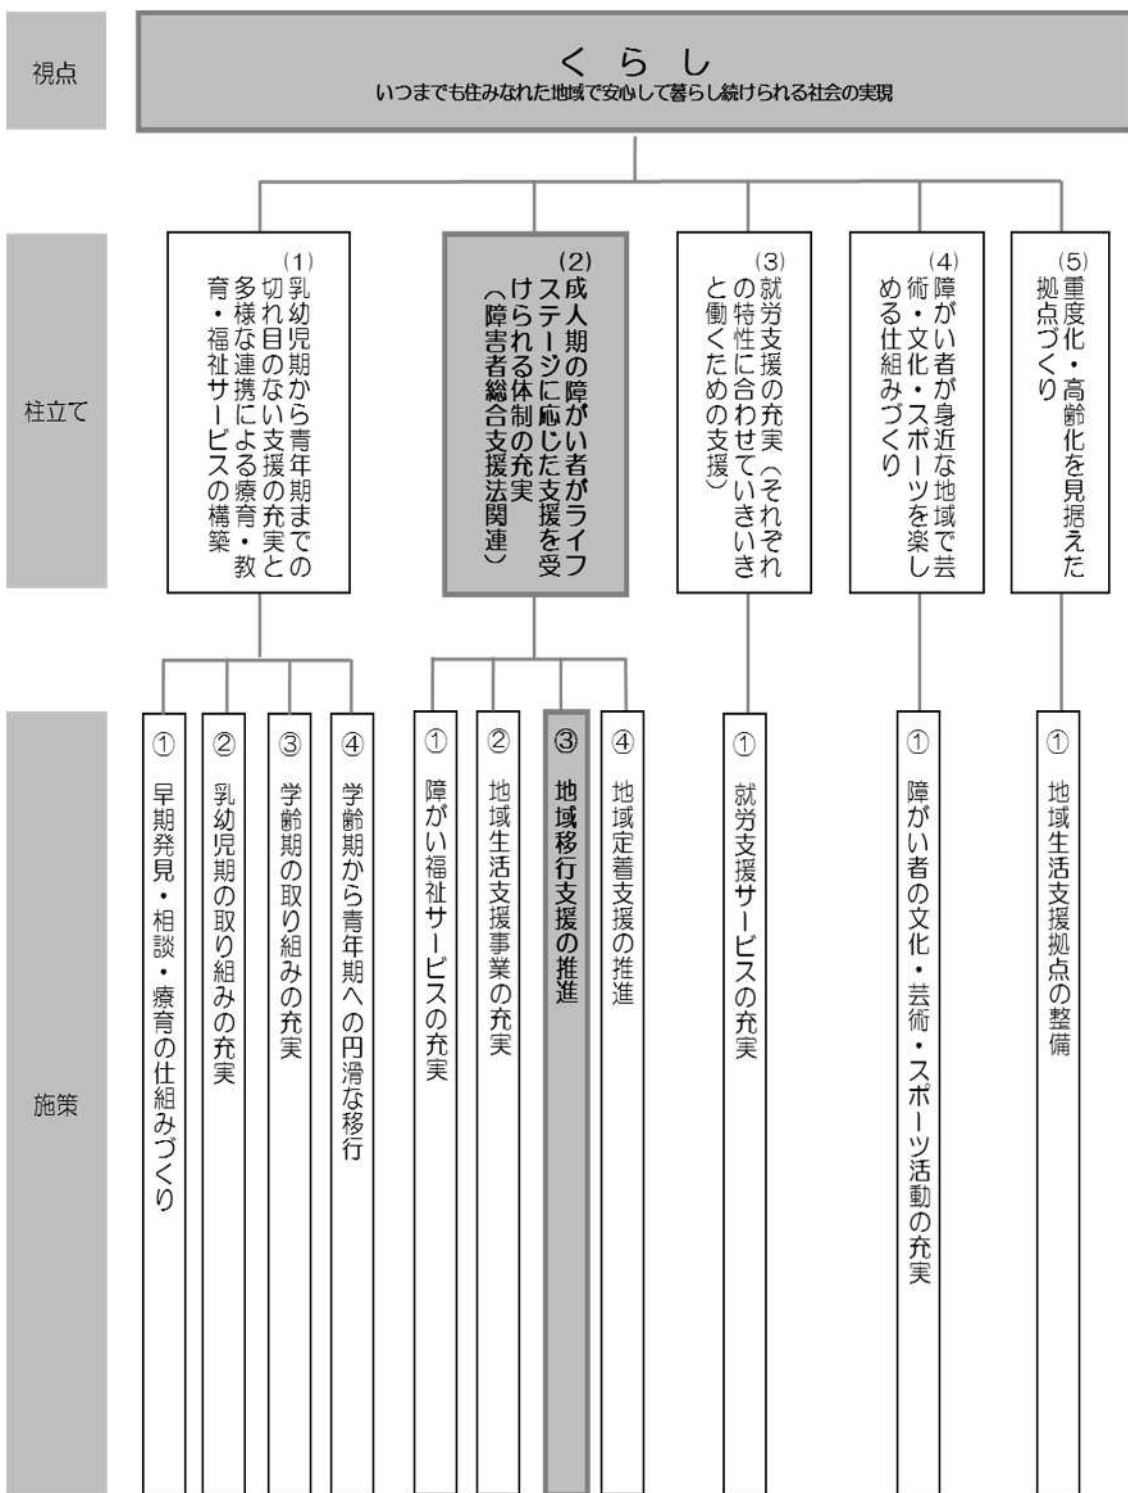 視点
くらし
いつまでも住みなれた地域で安心して暮らし続けられる社会の実現
柱立て
(1)
乳幼児期から青年期までの
切れ目のない支援の充実と
多様な連携による療育・教
育・福祉サービスの構築
(2)
成人期の障がい者がライフ
ステージに応じた支援を受
けられる体制の充実
（障害者総合支援法関連）
(3)
就労支援の充実（それぞれ
の特性に合わせていきいき
と働くための支援）
(4)
障がい者が身近な地域で芸
術・文化・スポーツを楽し
める仕組みづくり
(5)
重度化・高齢化を見据えた
拠点づくり
施策
① 早期発見・相談・療育の仕組みづくり
② 乳幼児期の取り組みの充実
③ 学齢期の取り組みの充実
④ 学齢期から青年期への円滑な移行
① 障がい福祉サービスの充実
② 地域生活支援事業の充実
③ 地域移行支援の推進
④ 地域定着支援の推進
① 就労支援サービスの充実
① 障がい者の文化・芸術・スポーツ活動の充実
① 地域生活支援拠点の整備